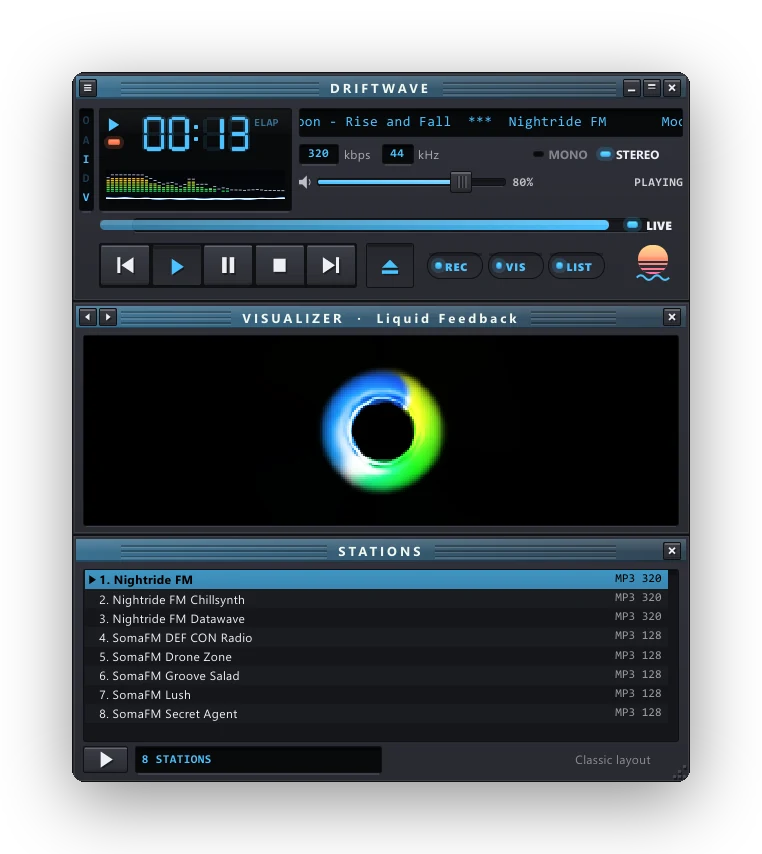 DRIFTWAVE
O
A
I
D
V
00:13 ELAP
oon - Rise and Fall *** Nightride FM Moo
320 kbps 44 kHz MONO STEREO
80% PLAYING
LIVE
REC VIS LIST
VISUALIZER · Liquid Feedback
STATIONS
1. Nightride FM MP3 320
2. Nightride FM Chillsynth MP3 320
3. Nightride FM Datawave MP3 320
4. SomaFM DEF CON Radio MP3 128
5. SomaFM Drone Zone MP3 128
6. SomaFM Groove Salad MP3 128
7. SomaFM Lush MP3 128
8. SomaFM Secret Agent MP3 128
8 STATIONS Classic layout